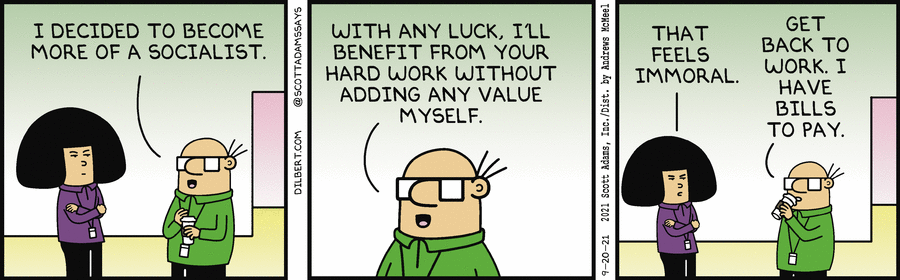 I DECIDED TO BECOME
MORE OF A SOCIALIST.
DILBERT.COM @SCOTTADAMSSAYS
WITH ANY LUCK, I'LL
BENEFIT FROM YOUR
HARD WORK WITHOUT
ADDING ANY VALUE
MYSELF.
9-20-21 2021 Scott Adams, Inc./Dist. by Andrews McMeel
THAT
FEELS
IMMORAL.
GET
BACK TO
WORK. I
HAVE
BILLS
TO PAY.